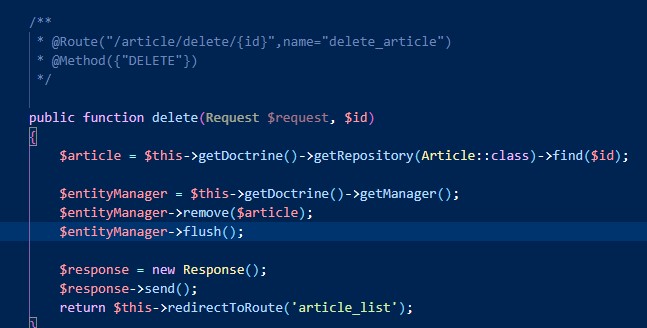 /**
* @Route("/article/delete/{id}",name="delete_article")
* @Method({"DELETE"})
*/
public function delete(Request $request, $id)
{
$article = $this->getDoctrine()->getRepository(Article::class)->find($id);
$entityManager = $this->getDoctrine()->getManager();
$entityManager->remove($article);
$entityManager->flush();
$response = new Response();
$response->send();
return $this->redirectToRoute('article_list');
}